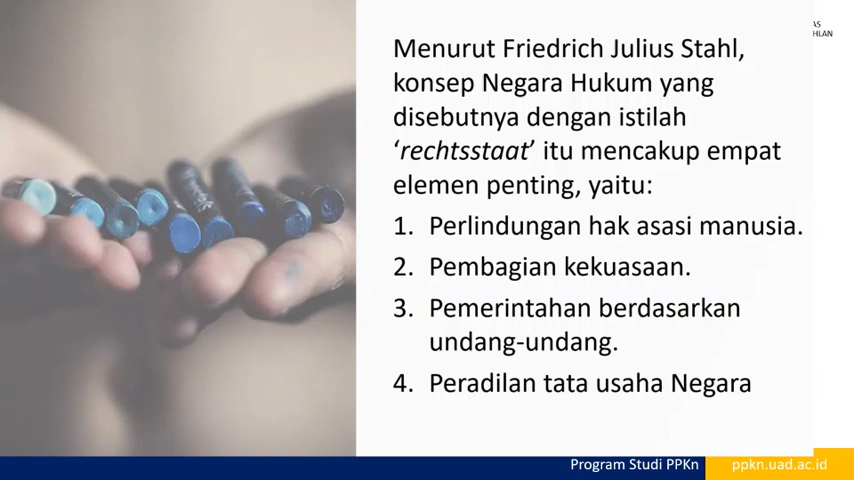 Menurut Friedrich Julius Stahl,
konsep Negara Hukum yang
disebutnya dengan istilah
‘rechtsstaat’ itu mencakup empat
elemen penting, yaitu:
1. Perlindungan hak asasi manusia.
2. Pembagian kekuasaan.
3. Pemerintahan berdasarkan
undang-undang.
4. Peradilan tata usaha Negara
Program Studi PPKn
ppkn.uad.ac.id